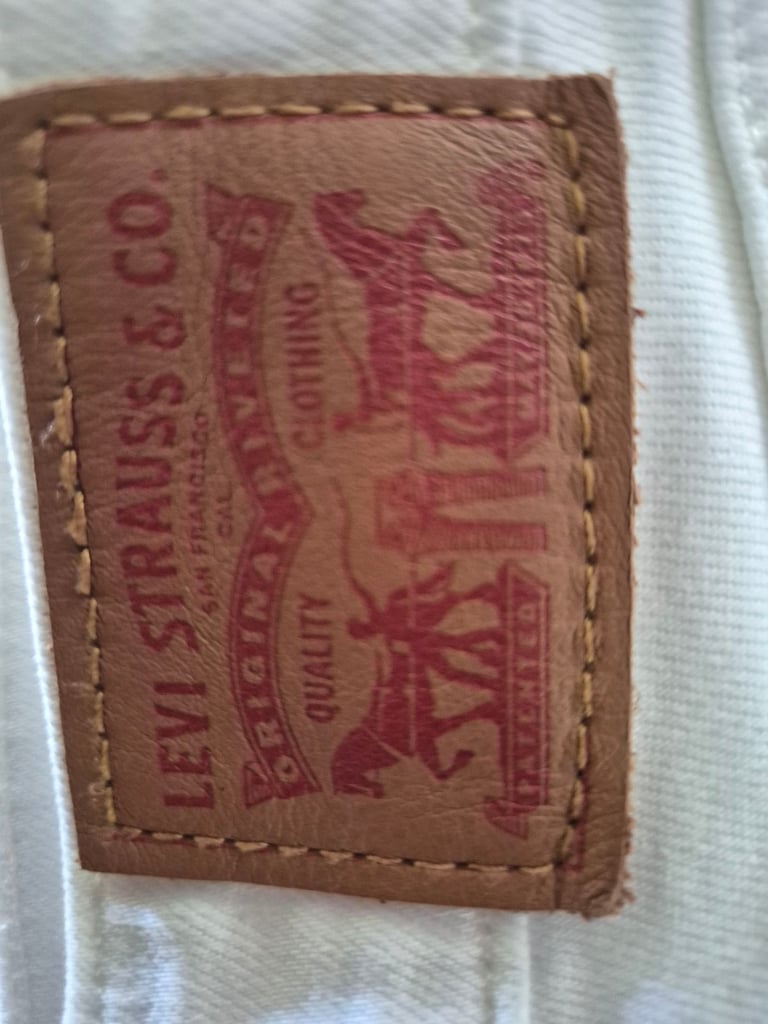 LEVI STRAUSS & CO.
SAN FRANCISCO
CAL
ORIGINAL RIVETED
QUALITY CLOTHING
PATENTED